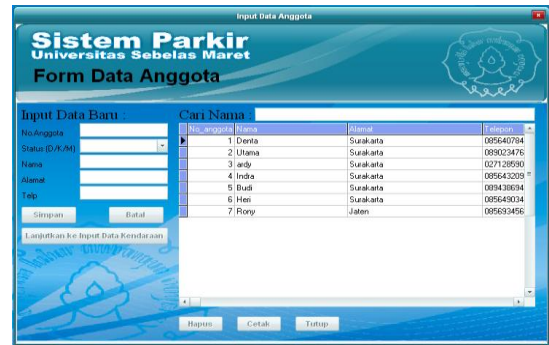 Input Data Anggota
Sistem Parkir
Universitas Sebelas Maret
Form Data Anggota
Input Data Baru :
No.Anggota
Status (D/K/M)
Nama
Alamat
Telp
Simpan Batal
Lanjutkan ke Input Data Kendaraan
Cari Nama :
No_anggota Nama Alamat Telepon
1 Denta Surakarta 085640784
2 Utama Surakarta 089023476
3 ardy Surakarta 027128590
4 Indra Surakarta 085643209
5 Budi Surakarta 089438694
6 Heri Surakarta 085649034
7 Rony Jaten 085693456
Hapus Cetak Tutup